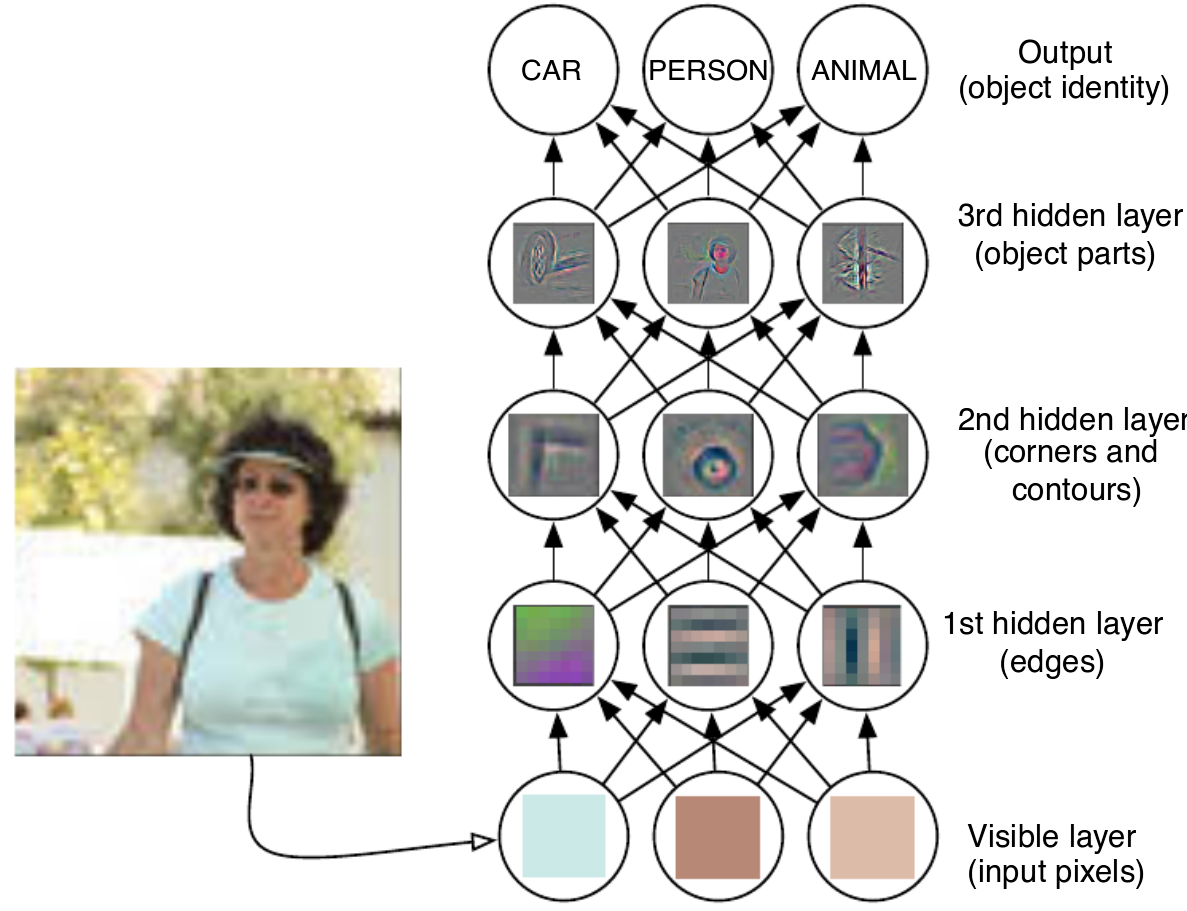 CAR PERSON ANIMAL
Output
(object identity)
3rd hidden layer
(object parts)
2nd hidden layer
(corners and
contours)
1st hidden layer
(edges)
Visible layer
(input pixels)